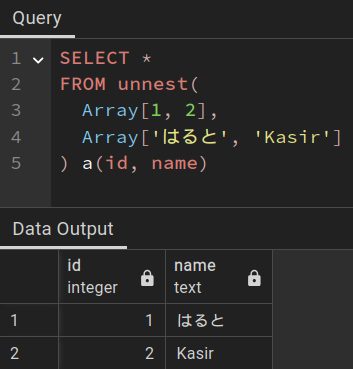 Query
1 SELECT *
2 FROM unnest(
3 Array[1, 2],
4 Array['はると', 'Kasir']
5 ) a(id, name)
Data Output
id name
integer text
1 1 はると
2 2 Kasir